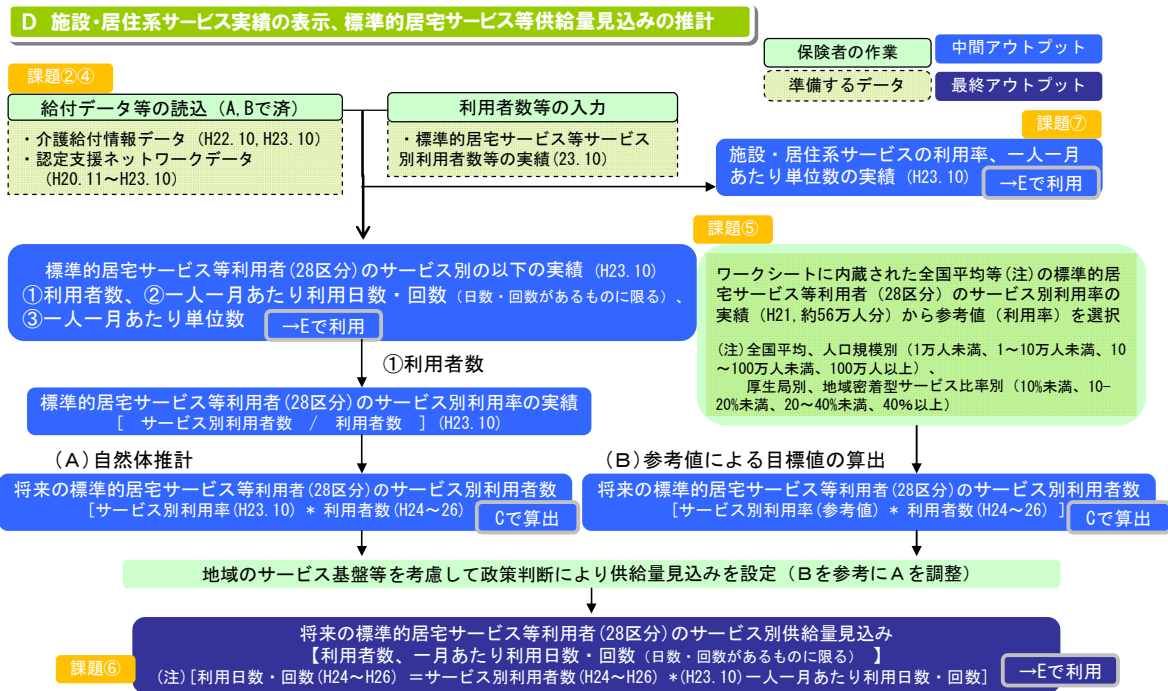 D 施設・居住系サービス実績の表示、標準的居宅サービス等供給量見込みの推計
保険者の作業
中間アウトプット
準備するデータ
最終アウトプット
課題②④
給付データ等の読込(A,Bで済)
・介護給付情報データ(H22.10,H23.10)
・認定支援ネットワークデータ
(H20.11~H23.10)
利用者数等の入力
・標準的居宅サービス等サービス
別利用者数等の実績(23.10)
課題⑦
施設・居住系サービスの利用率、一人一月
あたり単位数の実績(H23.10)
→Eで利用
標準的居宅サービス等利用者(28区分)のサービス別の以下の実績(H23.10)
①利用者数、②一人一月あたり利用日数・回数(日数・回数があるものに限る)、
③一人一月あたり単位数
→Eで利用
課題⑤
ワークシートに内蔵された全国平均等(注)の標準的居
宅サービス等利用者(28区分)のサービス別利用率の
実績(H21,約56万人分)から参考値(利用率)を選択
(注)全国平均、人口規模別(1万人未満、1~10万人未満、10
~100万人未満、100万人以上)、
厚生局別、地域密着型サービス比率別(10%未満、10-
20%未満、20~40%未満、40%以上)
①利用者数
標準的居宅サービス等利用者(28区分)のサービス別利用率の実績
[ サービス別利用者数 / 利用者数 ](H23.10)
(A)自然体推計
将来の標準的居宅サービス等利用者(28区分)のサービス別利用者数
[サービス別利用率(H23.10) * 利用者数(H24~26)
Cで算出
(B)参考値による目標値の算出
将来の標準的居宅サービス等利用者(28区分)のサービス別利用者数
[サービス別利用率(参考値) * 利用者数(H24~26) ]
Cで算出
地域のサービス基盤等を考慮して政策判断により供給量見込みを設定(Bを参考にAを調整)
課題⑥
将来の標準的居宅サービス等利用者(28区分)のサービス別供給量見込み
【利用者数、一月あたり利用日数・回数(日数・回数があるものに限る) 】
(注)[利用日数・回数(H24~H26) =サービス別利用者数(H24~H26) *(H23.10)一人一月あたり利用日数・回数]
→Eで利用